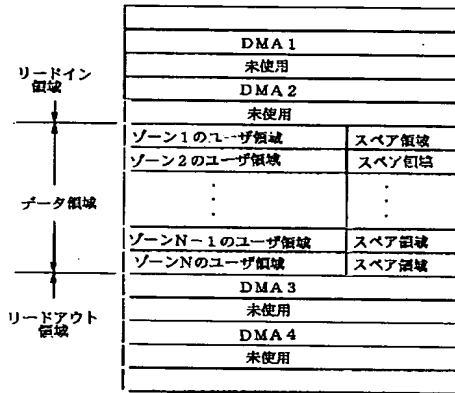 DMA1
未使用
DMA2
未使用
リードイン
領域
ゾーン1のユーザ領域 スペア領域
ゾーン2のユーザ領域 スペア領域
データ領域
ゾーンN-1のユーザ領域 スペア領域
ゾーンNのユーザ領域 スペア領域
DMA3
未使用
DMA4
未使用
リードアウト
領域